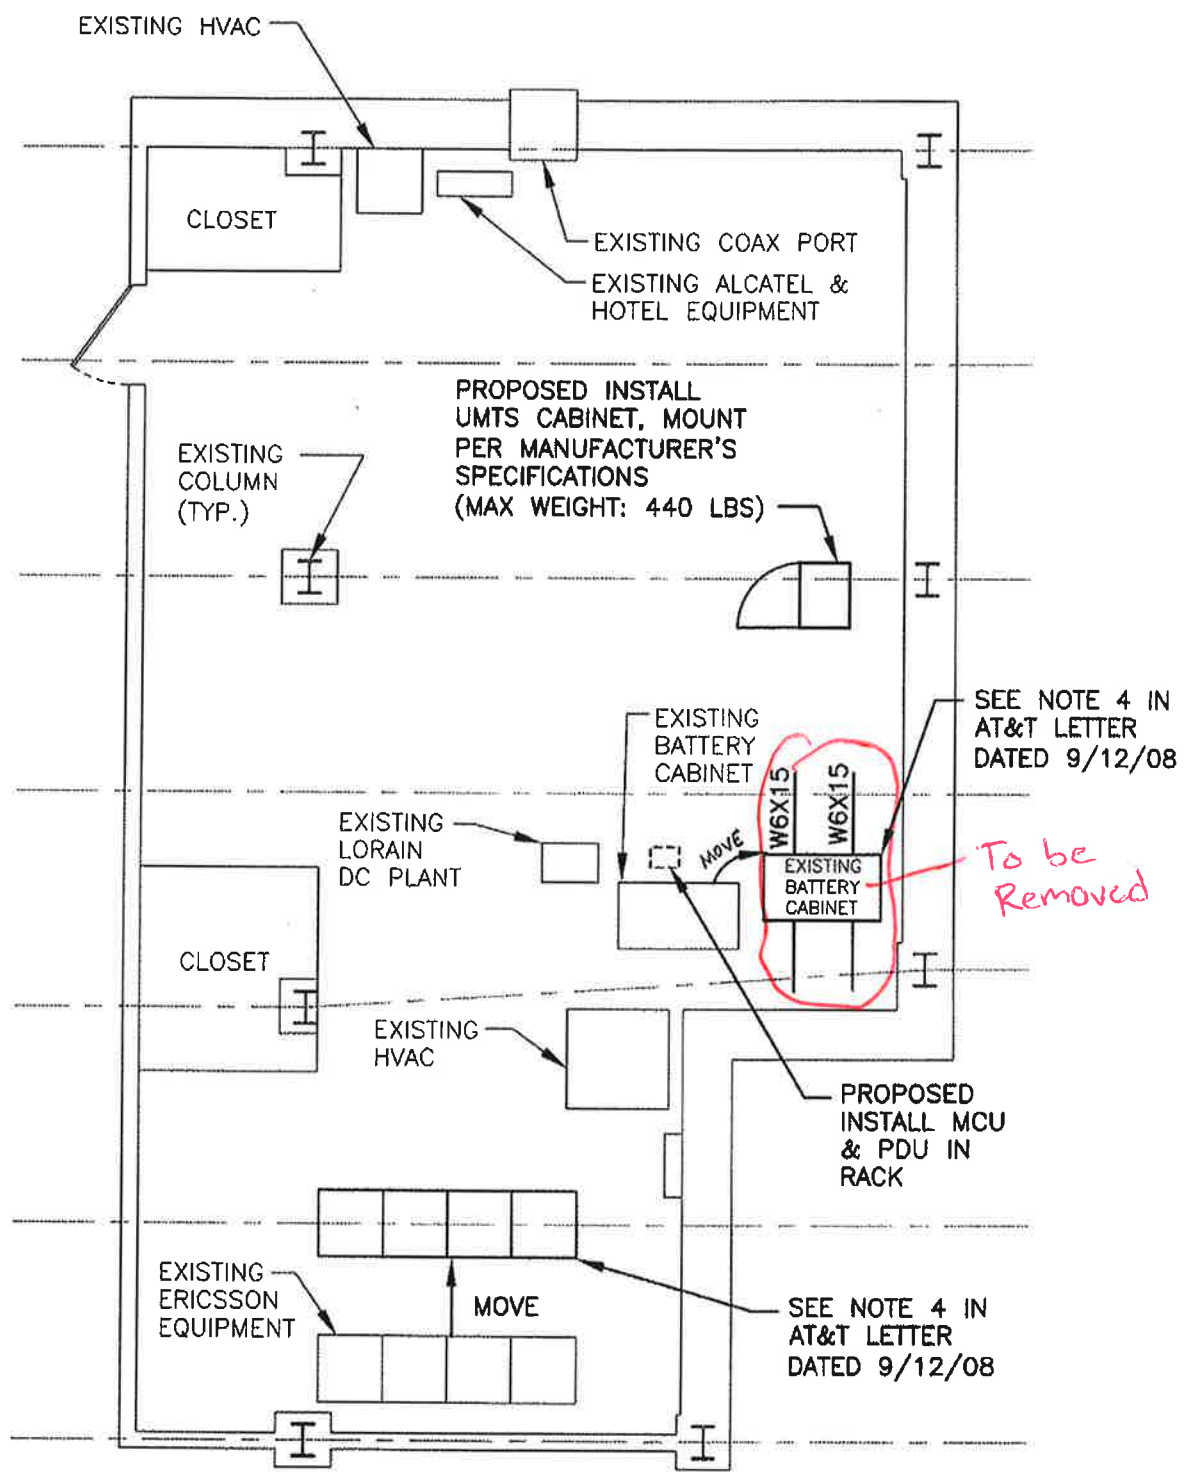 EXISTING HVAC
CLOSET
EXISTING COAX PORT
EXISTING ALCATEL &
HOTEL EQUIPMENT
PROPOSED INSTALL
UMTS CABINET, MOUNT
PER MANUFACTURER'S
SPECIFICATIONS
(MAX WEIGHT: 440 LBS)
EXISTING
COLUMN
(TYP.)
SEE NOTE 4 IN
AT&T LETTER
DATED 9/12/08
EXISTING
BATTERY
CABINET
W6X15
W6X15
EXISTING
LORAIN
DC PLANT
MOVE
EXISTING
BATTERY
CABINET
To be
Removed
CLOSET
EXISTING
HVAC
PROPOSED
INSTALL MCU
& PDU IN
RACK
EXISTING
ERICSSON
EQUIPMENT
MOVE
SEE NOTE 4 IN
AT&T LETTER
DATED 9/12/08